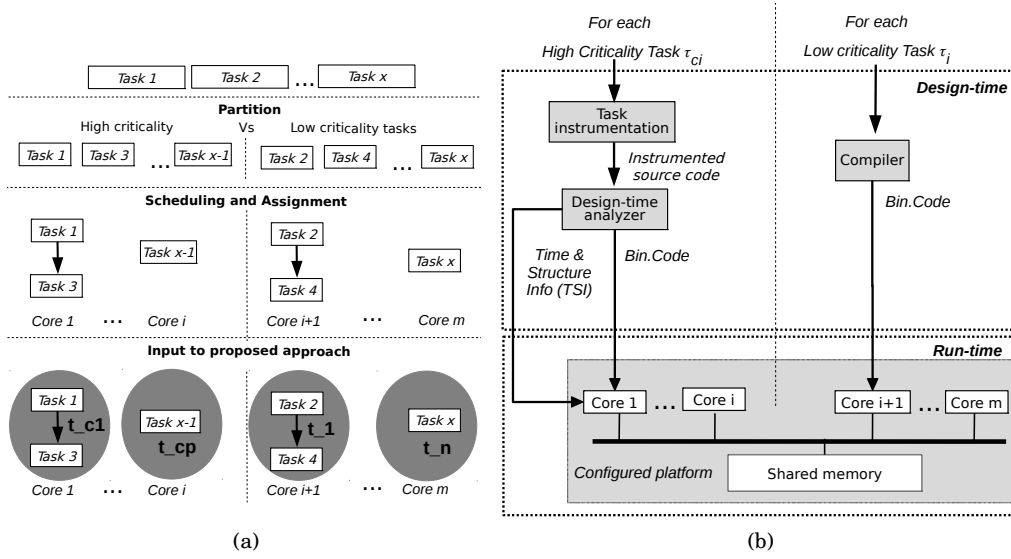 Task 1 Task 2 ... Task x
Partition
High criticality Vs Low criticality tasks
Task 1 Task 3 ... Task x-1 Task 2 Task 4 ... Task x
Scheduling and Assignment
Task 1 Task 2
Task x-1 Task x
Task 3 Task 4
Core 1 ... Core i Core i+1 ... Core m
Input to proposed approach
Task 1 Task 2
Task x-1 Task x
t_c1 t_cp t_1 t_n
Task 3 Task 4
Core 1 ... Core i Core i+1 ... Core m
(a)
For each
High Criticality Task τci
For each
Low criticality Task τi
Design-time
Task
instrumentation
Instrumented
source code
Design-time
analyzer
Compiler
Bin.Code
Time &
Structure
Info (TSI)
Bin.Code
Run-time
Core 1 ... Core i Core i+1 ... Core m
Configured platform
Shared memory
(b)